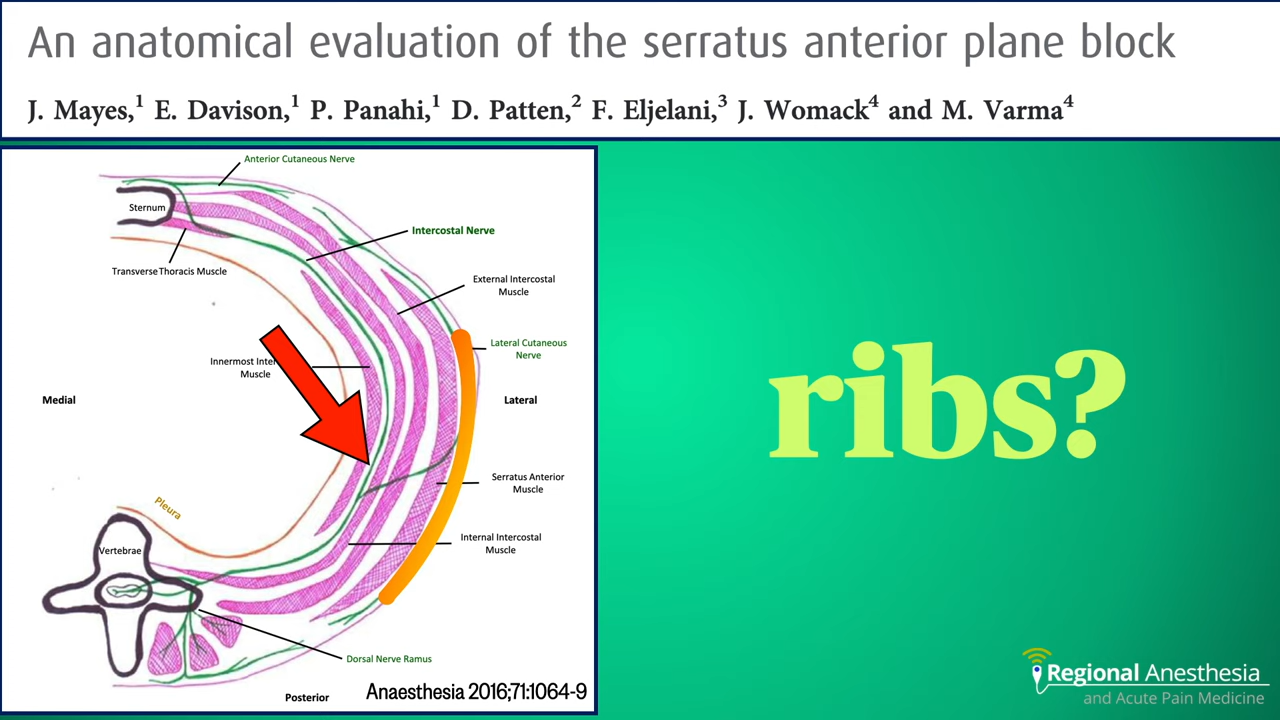 An anatomical evaluation of the serratus anterior plane block
J. Mayes,1 E. Davison,1 P. Panahi,1 D. Patten,2 F. Eljelani,3 J. Womack4 and M. Varma4
Anterior Cutaneous Nerve
Sternum
Intercostal Nerve
Transverse Thoracis Muscle
External Intercostal
Muscle
Lateral Cutaneous
Nerve
Innermost Inter
Muscle
Medial
Lateral
Serratus Anterior
Muscle
Pleura
Internal Intercostal
Muscle
Vertebrae
Dorsal Nerve Ramus
Posterior
Anaesthesia 2016;71:1064-9
ribs?
Regional Anesthesia
and Acute Pain Medicine